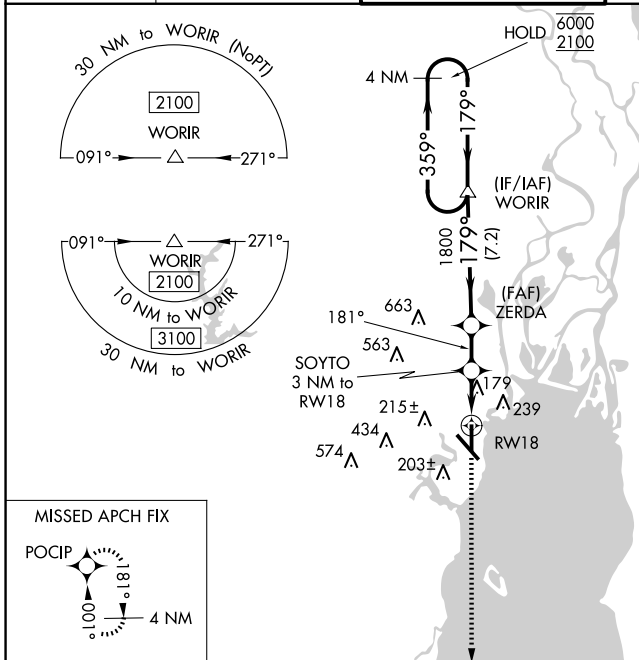 30 NM to WORIR (NoPT)
2100
WORIR
091°
271°
091°
271°
WORIR
2100
10 NM to WORIR
3100
30 NM to WORIR
HOLD
6000
2100
4 NM
359°
179°
(IF/IAF)
WORIR
1800
179°
(7.2)
(FAF)
ZERDA
663
181°
563
SOYTO
3 NM to
RW18
179
239
215±
RW18
434
574
203±
MISSED APCH FIX
POCIP
181°
001°
4 NM